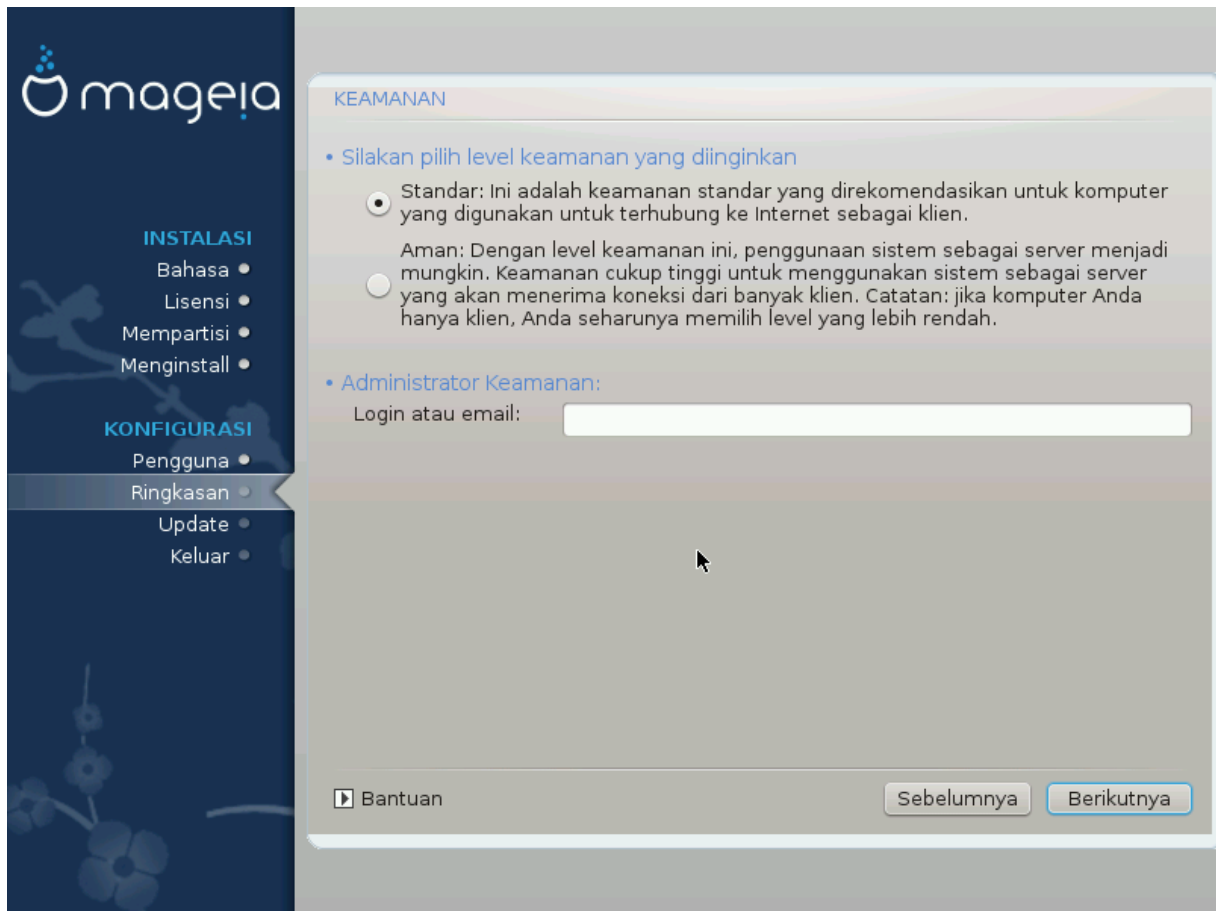 mageia
INSTALASI
Bahasa
Lisensi
Mempartisi
Menginstall
KONFIGURASI
Pengguna
Ringkasan
Update
Keluar
KEAMANAN
• Silakan pilih level keamanan yang diinginkan
Standar: Ini adalah keamanan standar yang direkomendasikan untuk komputer
yang digunakan untuk terhubung ke Internet sebagai klien.
Aman: Dengan level keamanan ini, penggunaan sistem sebagai server menjadi
mungkin. Keamanan cukup tinggi untuk menggunakan sistem sebagai server
yang akan menerima koneksi dari banyak klien. Catatan: jika komputer Anda
hanya klien, Anda seharunya memilih level yang lebih rendah.
• Administrator Keamanan:
Login atau email:
Bantuan
Sebelumnya
Berikutnya